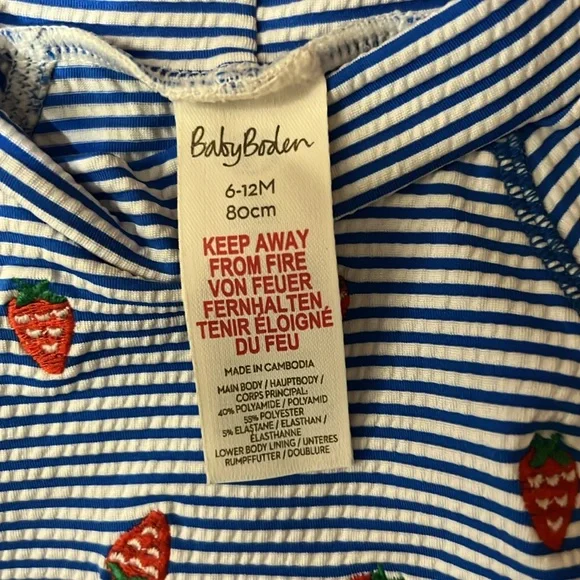 BabyBoden
6-12M
80cm
KEEP AWAY
FROM FIRE
VON FEUER
FERNHALTEN
TENIR ÉLOIGNÉ
DU FEU
MADE IN CAMBODIA
MAIN BODY / HAUPTBODY /
CORPS PRINCIPAL:
40% POLYAMIDE / POLYAMID
55% POLYESTER
5% ELASTANE / ELASTHAN /
ÉLASTHANNE
LOWER BODY LINING / UNTERES
RUMPFFUTTER / DOUBLURE